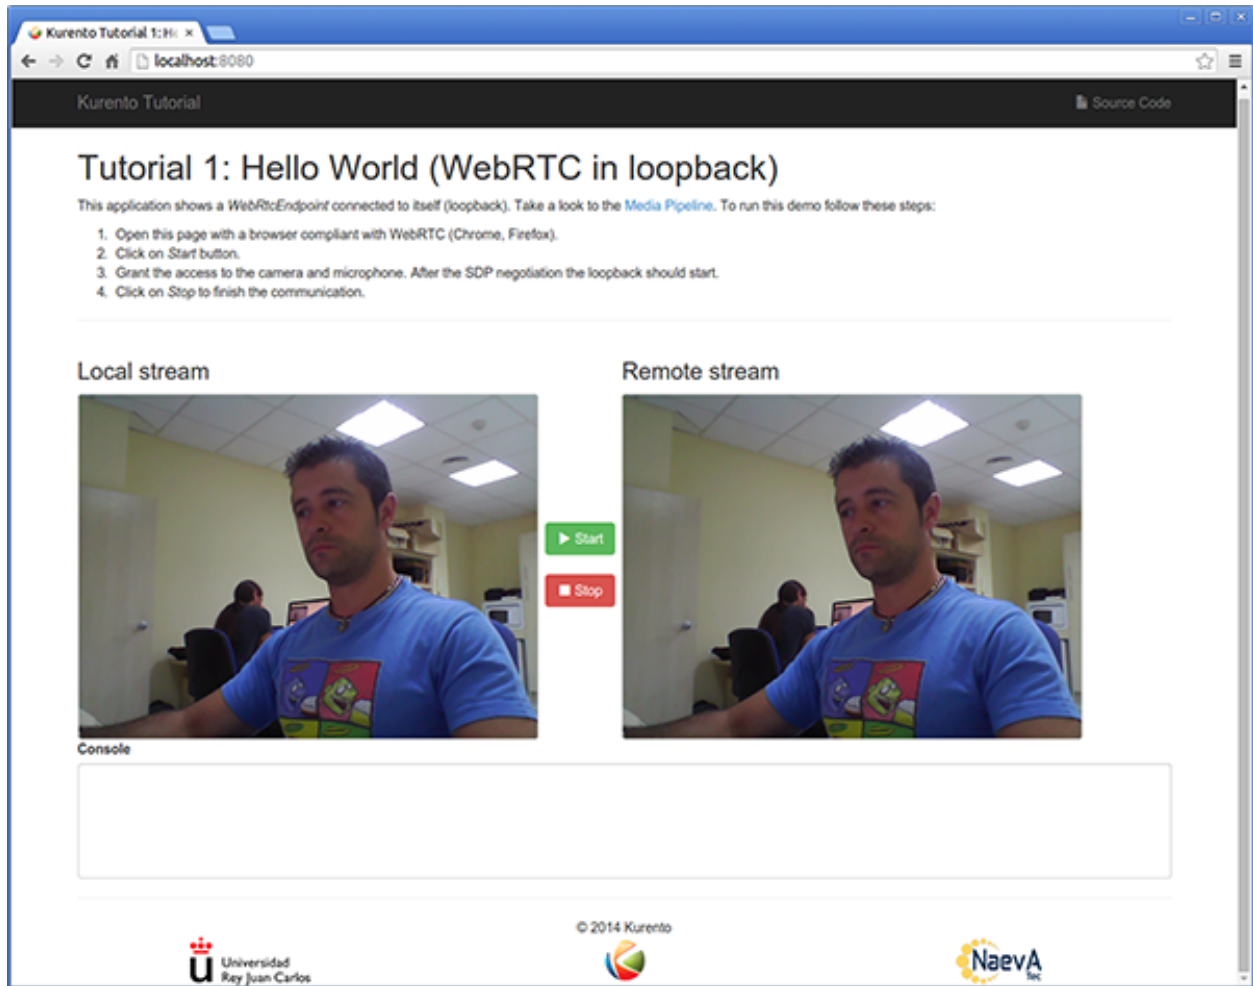 Kurento Tutorial 1: He
localhost:8080
Kurento Tutorial
Source Code
Tutorial 1: Hello World (WebRTC in loopback)
This application shows a WebRtcEndpoint connected to itself (loopback). Take a look to the Media Pipeline. To run this demo follow these steps:
1. Open this page with a browser compliant with WebRTC (Chrome, Firefox).
2. Click on Start button.
3. Grant the access to the camera and microphone. After the SDP negotiation the loopback should start.
4. Click on Stop to finish the communication.
Local stream
Remote stream
Start
Stop
Console
© 2014 Kurento
Universidad
Rey Juan Carlos
NaevA
Tec